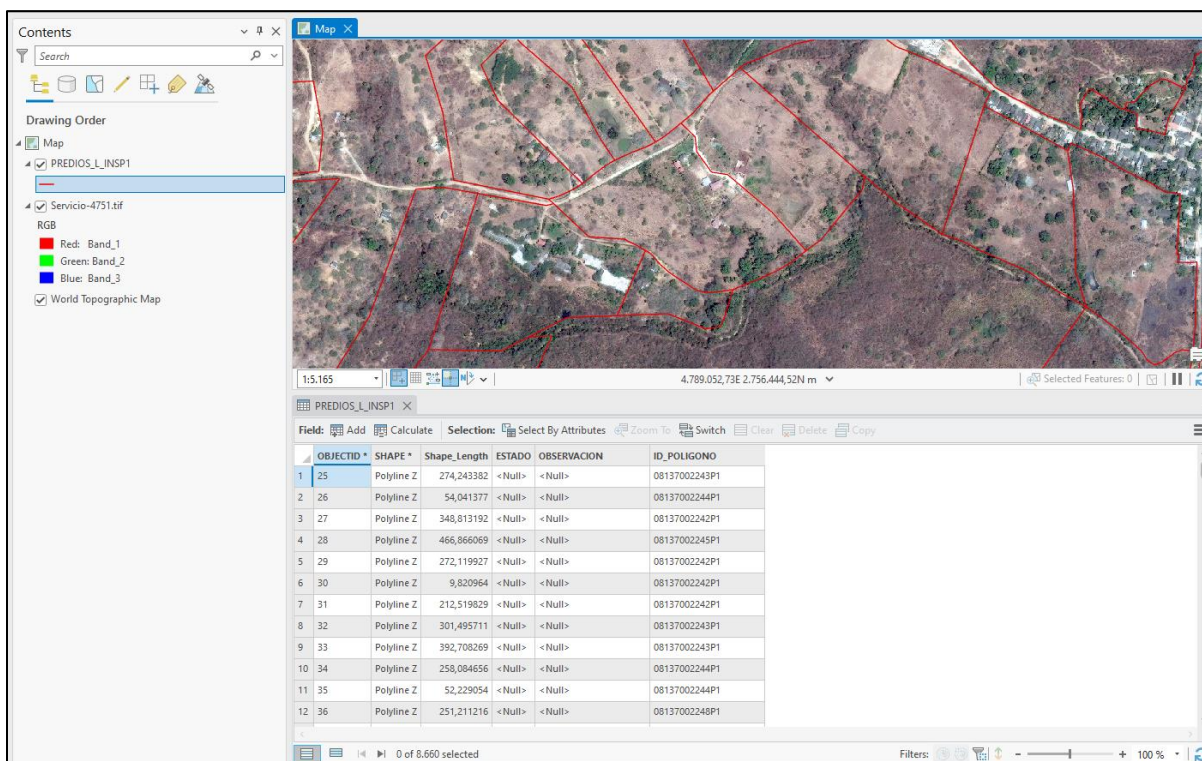 Contents
Search
Drawing Order
Map
PREDIOS_L_INSP1
Servicio-4751.tif
RGB
Red: Band_1
Green: Band_2
Blue: Band_3
World Topographic Map
Map
1:5.165
4.789.052,73E 2.756.444,52N m
Selected Features: 0
PREDIOS_L_INSP1
Field: Add Calculate Selection: Select By Attributes Zoom To Switch Clear Delete Copy
OBJECTID * SHAPE * Shape_Length ESTADO OBSERVACION ID_POLIGONO
1 25 Polyline Z 274,243382 <Null> <Null> 08137002243P1
2 26 Polyline Z 54,041377 <Null> <Null> 08137002244P1
3 27 Polyline Z 348,813192 <Null> <Null> 08137002242P1
4 28 Polyline Z 466,866069 <Null> <Null> 08137002245P1
5 29 Polyline Z 272,119927 <Null> <Null> 08137002242P1
6 30 Polyline Z 9,820964 <Null> <Null> 08137002242P1
7 31 Polyline Z 212,519829 <Null> <Null> 08137002242P1
8 32 Polyline Z 301,495711 <Null> <Null> 08137002243P1
9 33 Polyline Z 392,708269 <Null> <Null> 08137002243P1
10 34 Polyline Z 258,084656 <Null> <Null> 08137002244P1
11 35 Polyline Z 52,229054 <Null> <Null> 08137002244P1
12 36 Polyline Z 251,211216 <Null> <Null> 08137002248P1
0 of 8.660 selected
Filters:
100 %